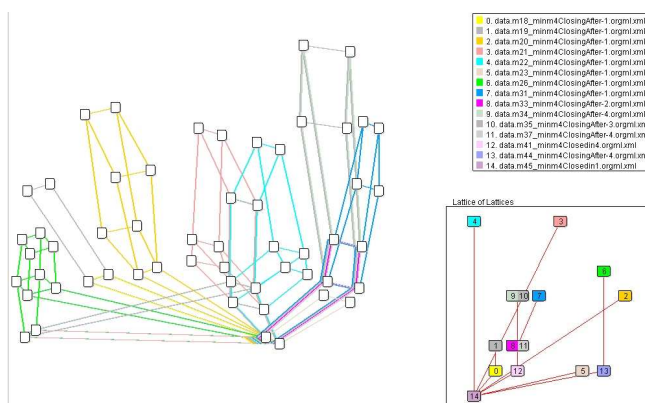 0. data.m18_minm4ClosingAfter-1.orgml.xml
1. data.m19_minm4ClosingAfter-1.orgml.xml
2. data.m20_minm4ClosingAfter-1.orgml.xml
3. data.m21_minm4ClosingAfter-1.orgml.xml
4. data.m22_minm4ClosingAfter-1.orgml.xml
5. data.m23_minm4ClosingAfter-1.orgml.xml
6. data.m26_minm4ClosingAfter-1.orgml.xml
7. data.m31_minm4ClosingAfter-1.orgml.xml
8. data.m33_minm4ClosingAfter-2.orgml.xml
9. data.m34_minm4ClosingAfter-4.orgml.xml
10. data.m35_minm4ClosingAfter-3.orgml.xml
11. data.m37_minm4ClosingAfter-4.orgml.xml
12. data.m41_minm4Closedin4.orgml.xml
13. data.m44_minm4ClosingAfter-4.orgml.xml
14. data.m45_minm4Closedin1.orgml.xml
Lattice of Lattices
4 3
6
9 10 7 2
1 8 11
0 12 5 13
14